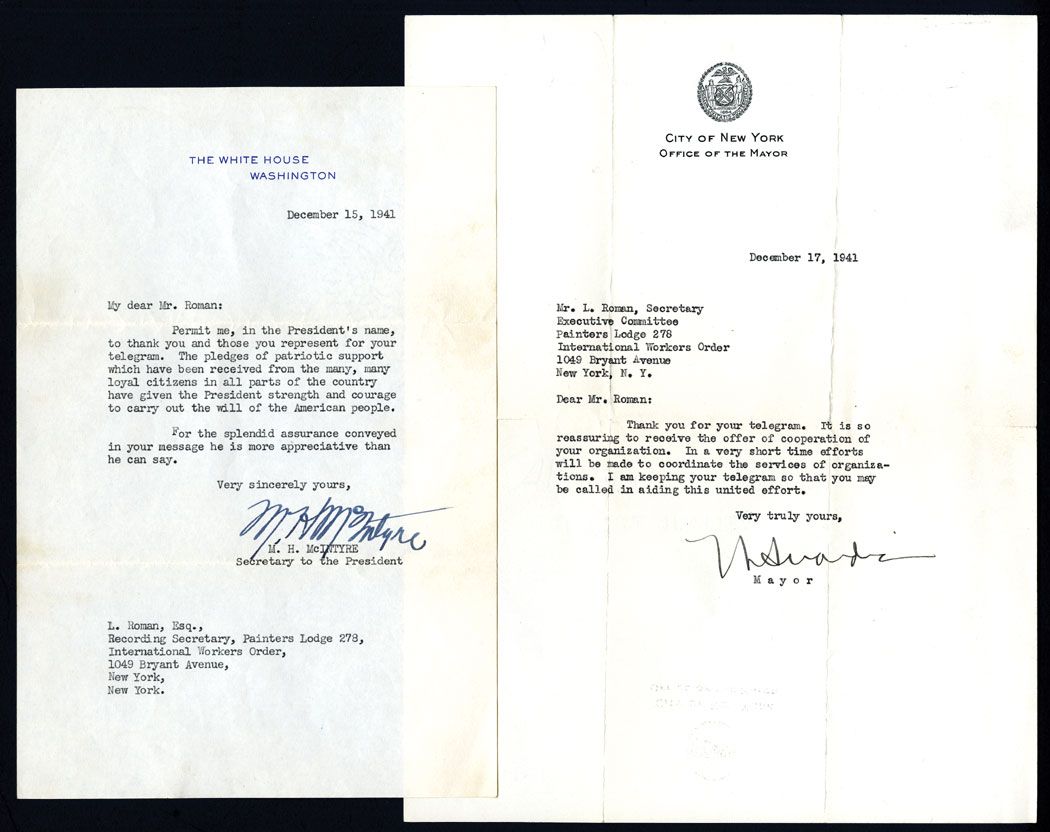 THE WHITE HOUSE
WASHINGTON
December 15, 1941
My dear Mr. Roman:
Permit me, in the President's name,
to thank you and those you represent for your
telegram. The pledges of patriotic support
which have been received from the many, many
loyal citizens in all parts of the country
have given the President strength and courage
to carry out the will of the American people.
For the splendid assurance conveyed
in your message he is more appreciative than
he can say.
Very sincerely yours,
M H McIntyre
M. H. McINTYRE
Secretary to the President
L. Roman, Esq.,
Recording Secretary, Painters Lodge 278,
International Workers Order,
1049 Bryant Avenue,
New York,
New York.
CITY OF NEW YORK
OFFICE OF THE MAYOR
December 17, 1941
Mr. L. Roman, Secretary
Executive Committee
Painters Lodge 278
International Workers Order
1049 Bryant Avenue
New York, N. Y.
Dear Mr. Roman:
Thank you for your telegram. It is so
reassuring to receive the offer of cooperation of
your organization. In a very short time efforts
will be made to coordinate the services of organiza-
tions. I am keeping your telegram so that you may
be called in aiding this united effort.
Very truly yours,
Mayor